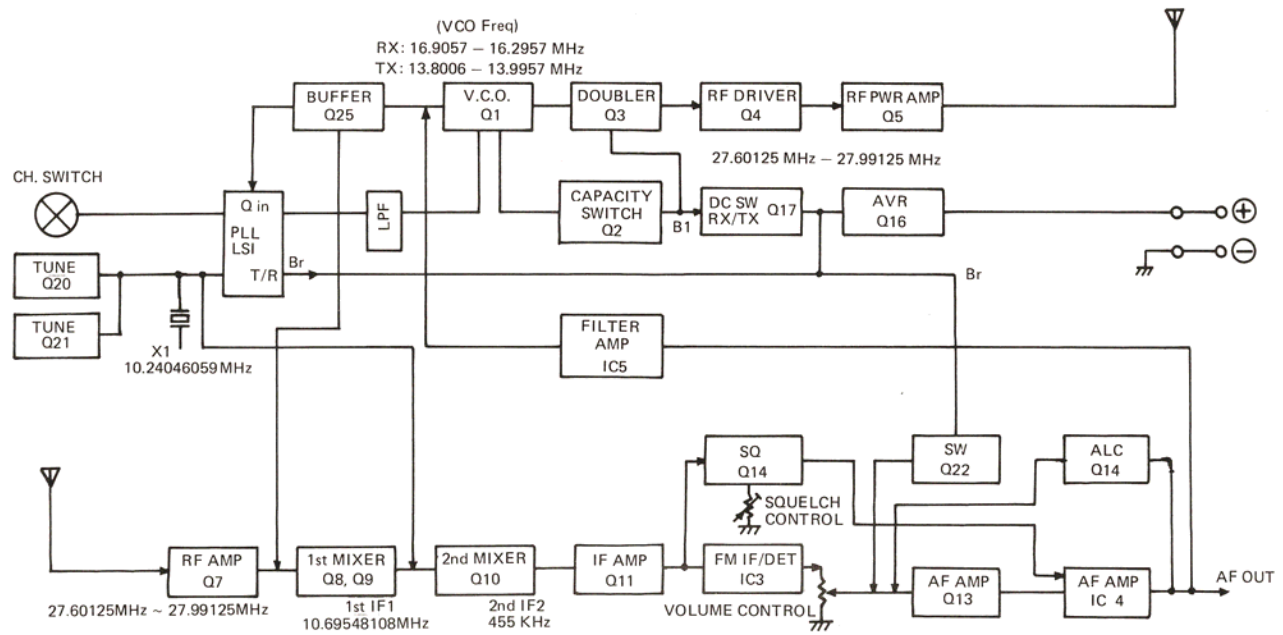 (VCO Freq)
RX: 16.9057 – 16.2957 MHz
TX: 13.8006 – 13.9957 MHz
BUFFER
Q25
V.C.O.
Q1
DOUBLER
Q3
RF DRIVER
Q4
RF PWR AMP
Q5
27.60125 MHz – 27.99125 MHz
CH. SWITCH
Q in
PLL
LSI
T/R
Br
LPF
CAPACITY
SWITCH
Q2
B1
DC SW
RX/TX
Q17
AVR
Q16
+
−
Br
TUNE
Q20
TUNE
Q21
X1
10.24046059MHz
FILTER
AMP
IC5
SQ
Q14
SQUELCH
CONTROL
SW
Q22
ALC
Q14
RF AMP
Q7
27.60125MHz ~ 27.99125MHz
1st MIXER
Q8, Q9
1st IF1
10.69548108MHz
2nd MIXER
Q10
2nd IF2
455 KHz
IF AMP
Q11
FM IF/DET
IC3
VOLUME CONTROL
AF AMP
Q13
AF AMP
IC 4
AF OUT